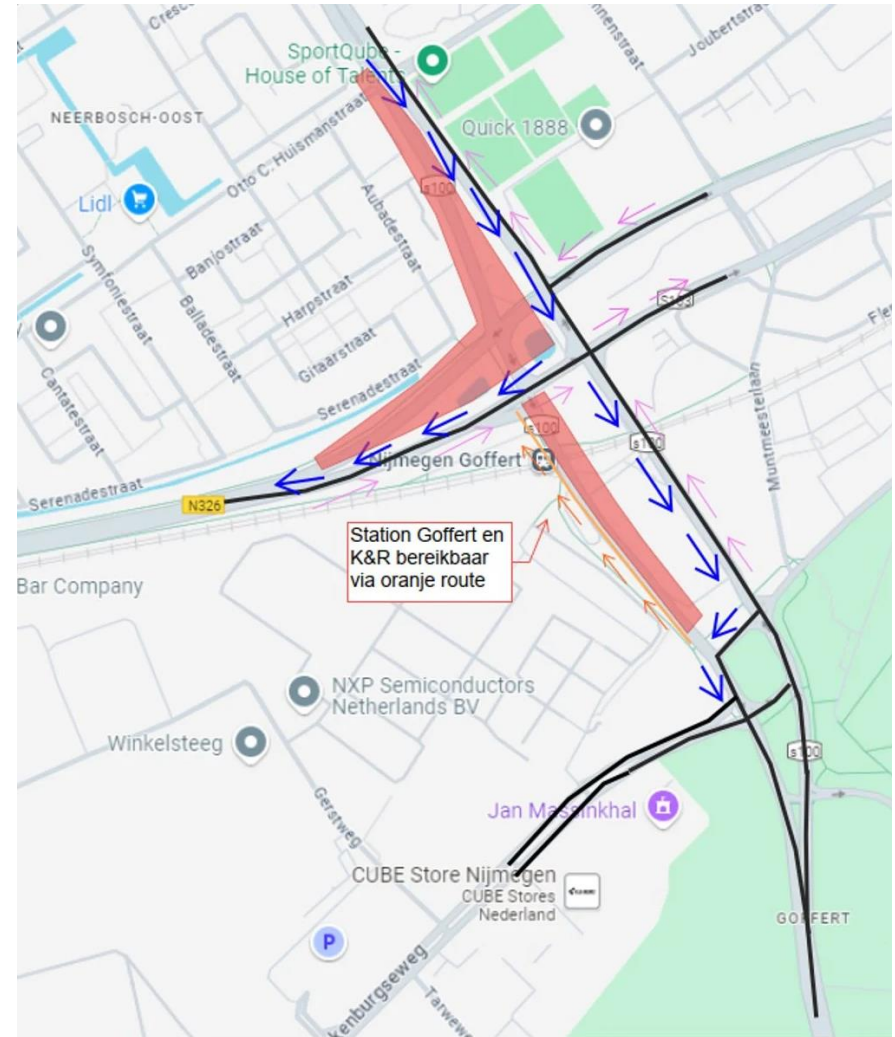 SportQube -
House of Talents
NEERBOSCH-OOST
Otto C. Huismanstraat
Joubertstraat
Quick 1888
s100
Lidl
Aubadestraat
Banjostraat
Symfoniestraat
Balladestraat
Harpstraat
S103
Gitaarstraat
Serenadestraat
Cantatestraat
Muntmeesterlaan
s100
s100
Nijmegen Goffert
Serenadestraat
N326
Station Goffert en
K&R bereikbaar
via oranje route
Bar Company
NXP Semiconductors
Netherlands BV
Winkelsteeg
s100
Gerstweg
Jan Massinkhal
CUBE Store Nijmegen
CUBE Stores
Nederland
GOFFERT
P
kenburgseweg